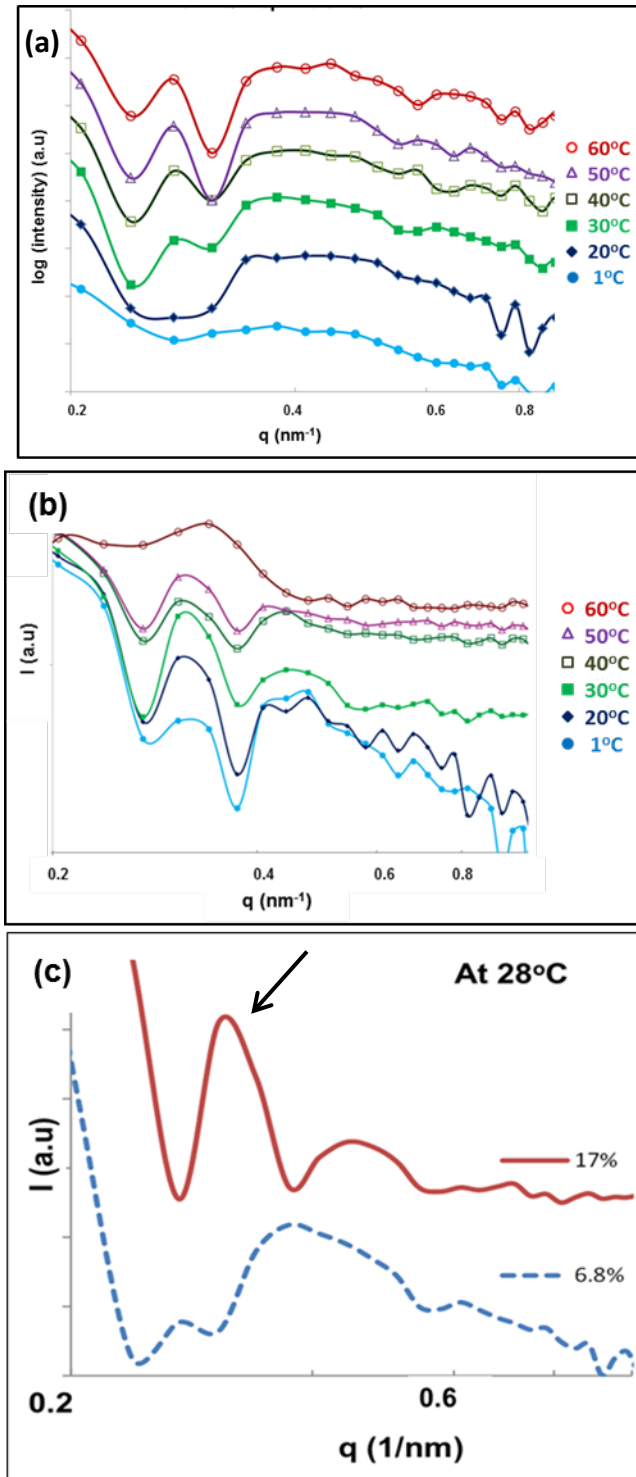 (a)
log (intensity) (a.u)
60°C
50°C
40°C
30°C
20°C
1°C
0.2 0.4 0.6 0.8
q (nm⁻¹)
(b)
I (a.u)
60°C
50°C
40°C
30°C
20°C
1°C
0.2 0.4 0.6 0.8
q (nm⁻¹)
(c)
At 28°C
I (a.u)
17%
6.8%
0.2 0.6
q (1/nm)